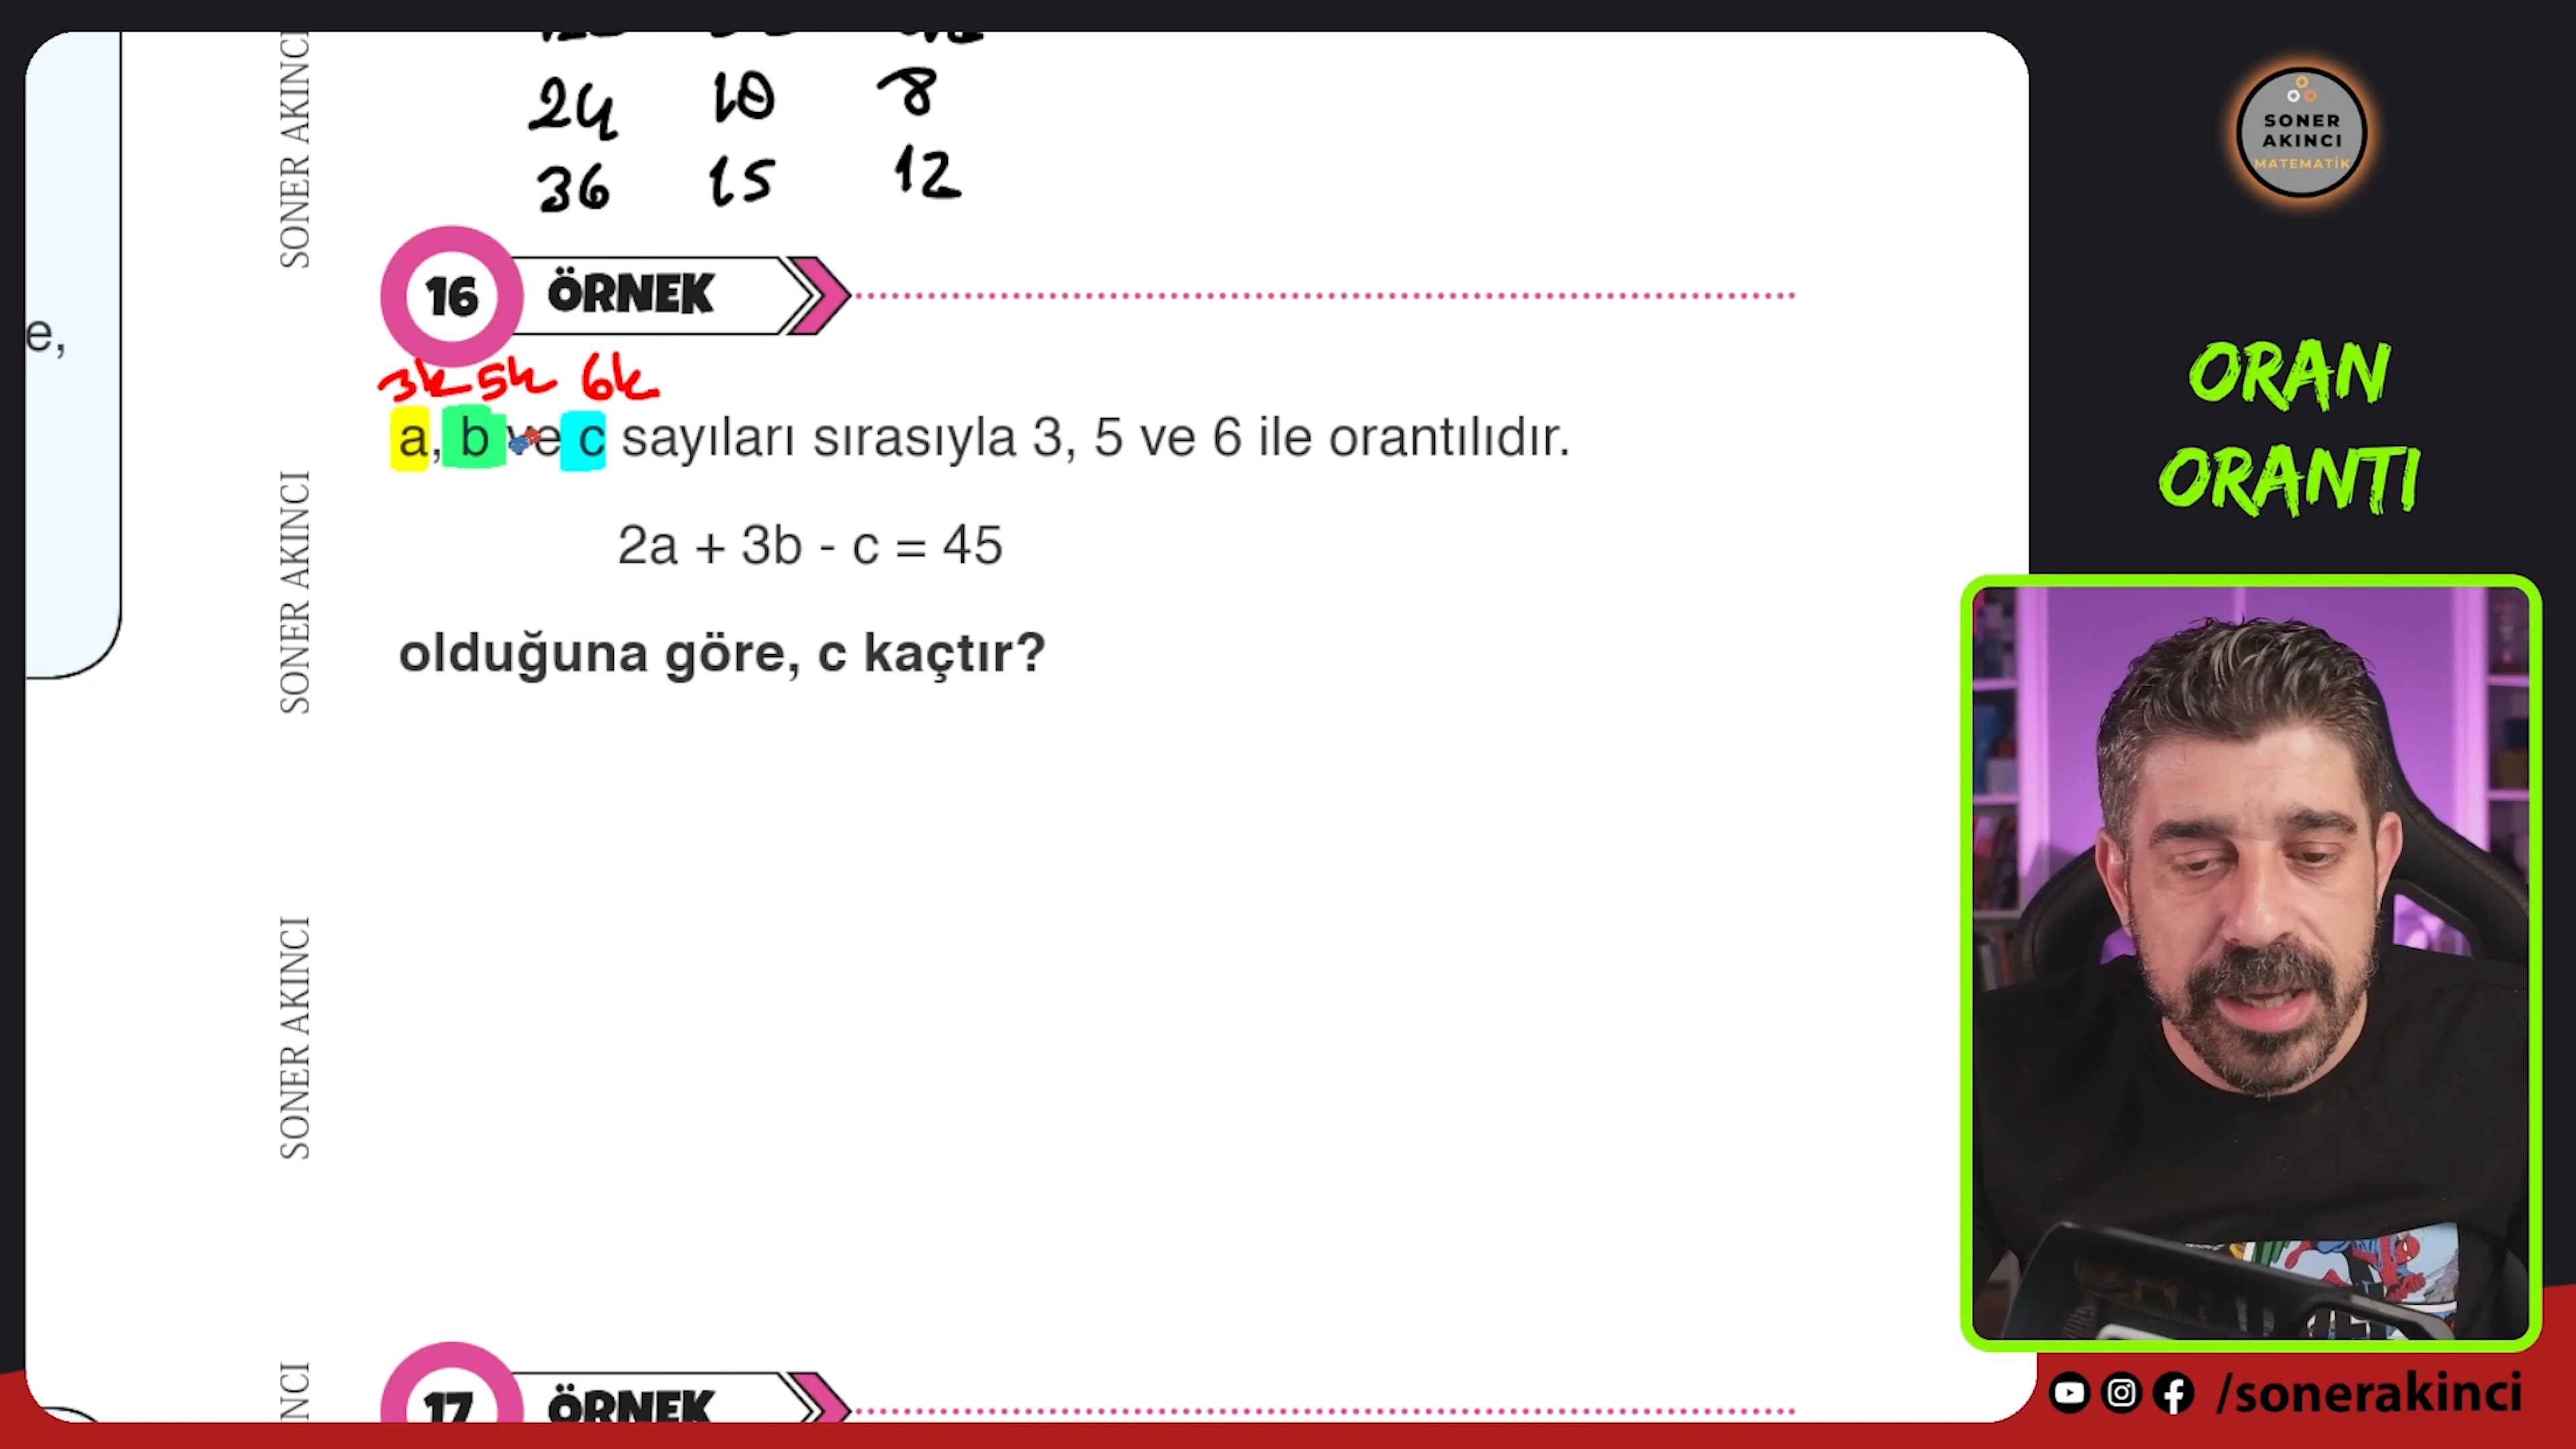 24 10 8
36 15 12
SONER AKINCI
16 ÖRNEK
e,
3k 5k 6k
a, b ve c sayıları sırasıyla 3, 5 ve 6 ile orantılıdır.
2a + 3b - c = 45
olduğuna göre, c kaçtır?
SONER AKINCI
SONER AKINCI
NCI
17 ÖRNEK
SONER
AKINCI
MATEMATİK
ORAN
ORANTI
/sonerakinci